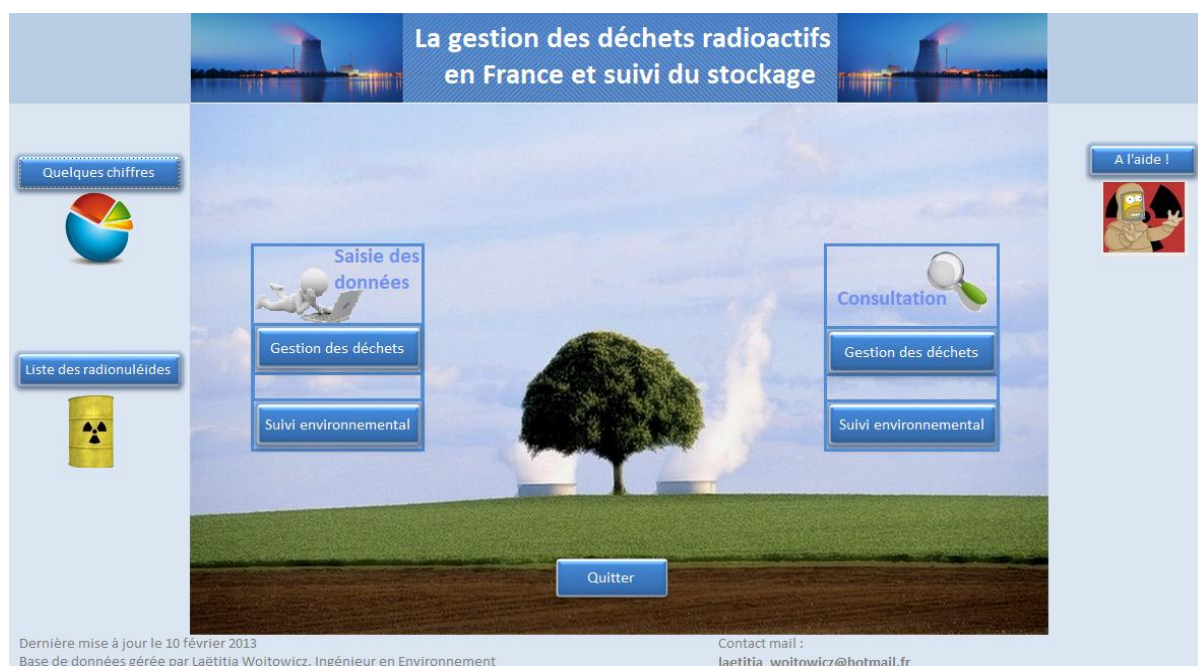 La gestion des déchets radioactifs
en France et suivi du stockage
Quelques chiffres
A l'aide !
Saisie des
données
Consultation
Gestion des déchets
Gestion des déchets
Liste des radionuléides
Suivi environnemental
Suivi environnemental
Quitter
Dernière mise à jour le 10 février 2013
Contact mail :
Base de données gérée par Laëtitia Woitowicz, Ingénieur en Environnement
laetitia_woitowicz@hotmail.fr